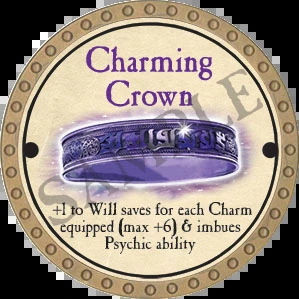 Charming
Crown
SAMPLE
+1 to Will saves for each Charm
equipped (max +6) & imbues
Psychic ability